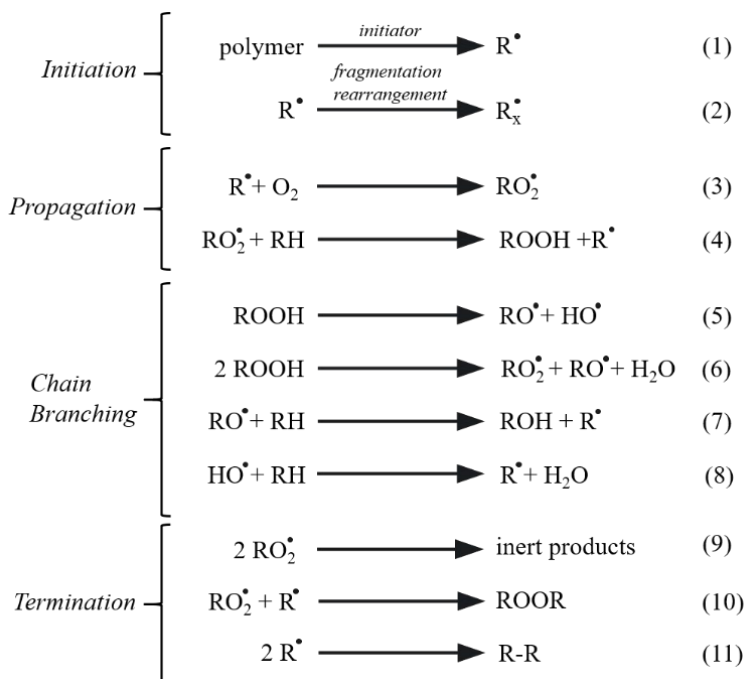 Initiation
polymer initiator R• (1)
R• fragmentation rearrangement Rₓ• (2)
Propagation
R• + O₂ RO₂• (3)
RO₂• + RH ROOH + R• (4)
Chain
Branching
ROOH RO• + HO• (5)
2 ROOH RO₂• + RO• + H₂O (6)
RO• + RH ROH + R• (7)
HO• + RH R• + H₂O (8)
Termination
2 RO₂• inert products (9)
RO₂• + R• ROOR (10)
2 R• R-R (11)